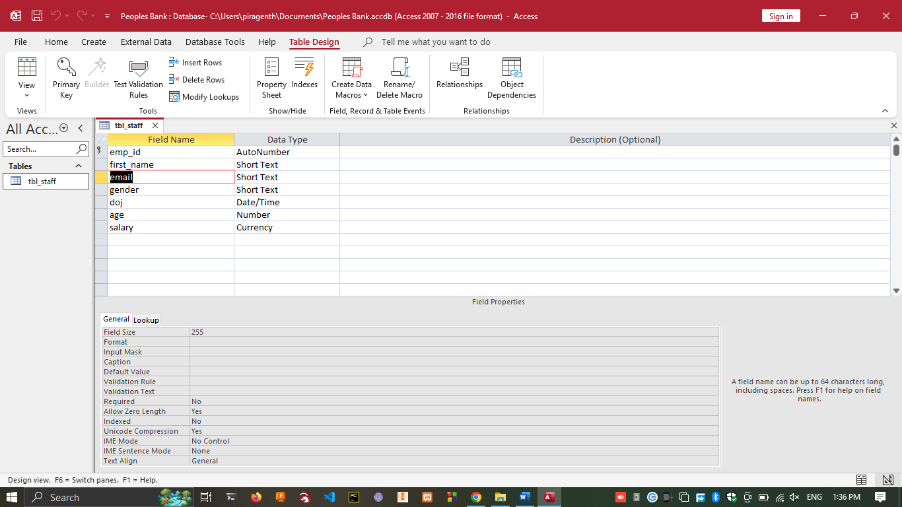 Peoples Bank : Database- C:\Users\piragenth\Documents\Peoples Bank.accdb (Access 2007 - 2016 file format) - Access
Sign in
File Home Create External Data Database Tools Help Table Design Tell me what you want to do
View
Primary Key
Builder
Test Validation Rules
Insert Rows
Delete Rows
Modify Lookups
Property Sheet
Indexes
Create Data Macros
Rename/ Delete Macro
Relationships
Object Dependencies
Views Tools Show/Hide Field, Record & Table Events Relationships
All Acc...
Search...
Tables
tbl_staff
tbl_staff
Field Name Data Type Description (Optional)
emp_id AutoNumber
first_name Short Text
email Short Text
gender Short Text
doj Date/Time
age Number
salary Currency
Field Properties
General Lookup
Field Size 255
Format
Input Mask
Caption
Default Value
Validation Rule
Validation Text
Required No
Allow Zero Length Yes
Indexed No
Unicode Compression Yes
IME Mode No Control
IME Sentence Mode None
Text Align General
A field name can be up to 64 characters long,
including spaces. Press F1 for help on field
names.
Design view. F6 = Switch panes. F1 = Help.
Search
ENG 1:36 PM